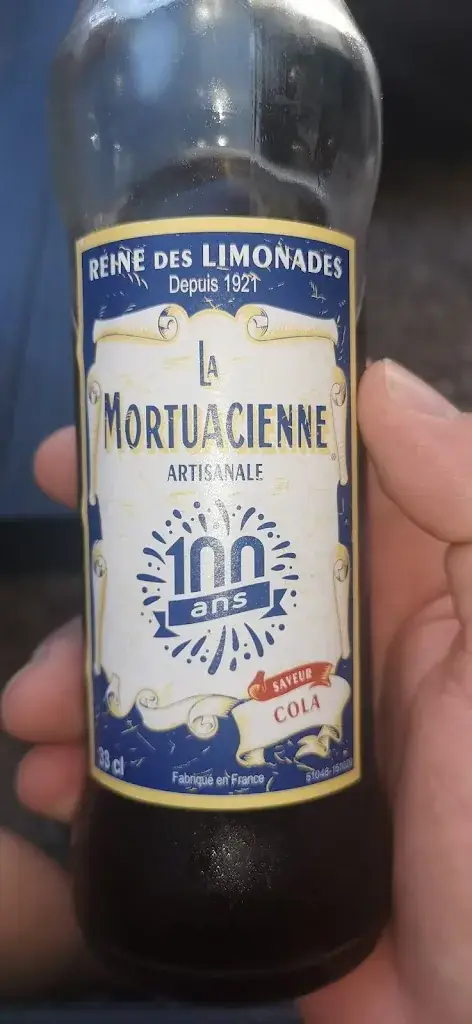 REINE DES LIMONADES
Depuis 1921
LA
MORTUACIENNE
ARTISANALE
100
ans
SAVEUR
COLA
33 cl
Fabriqué en France